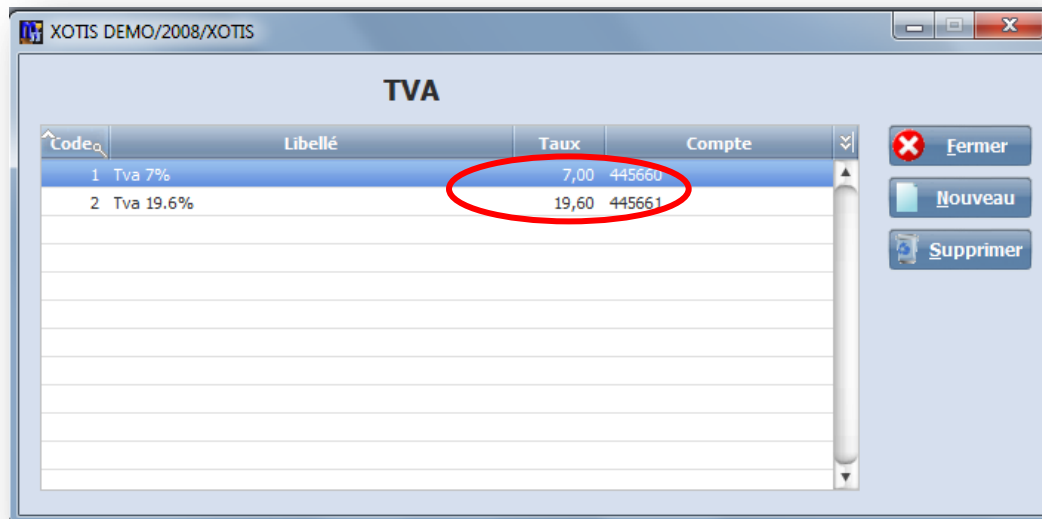 XOTIS DEMO/2008/XOTIS
TVA
Code Libellé Taux Compte
1 Tva 7% 7,00 445660
2 Tva 19.6% 19,60 445661
Fermer
Nouveau
Supprimer